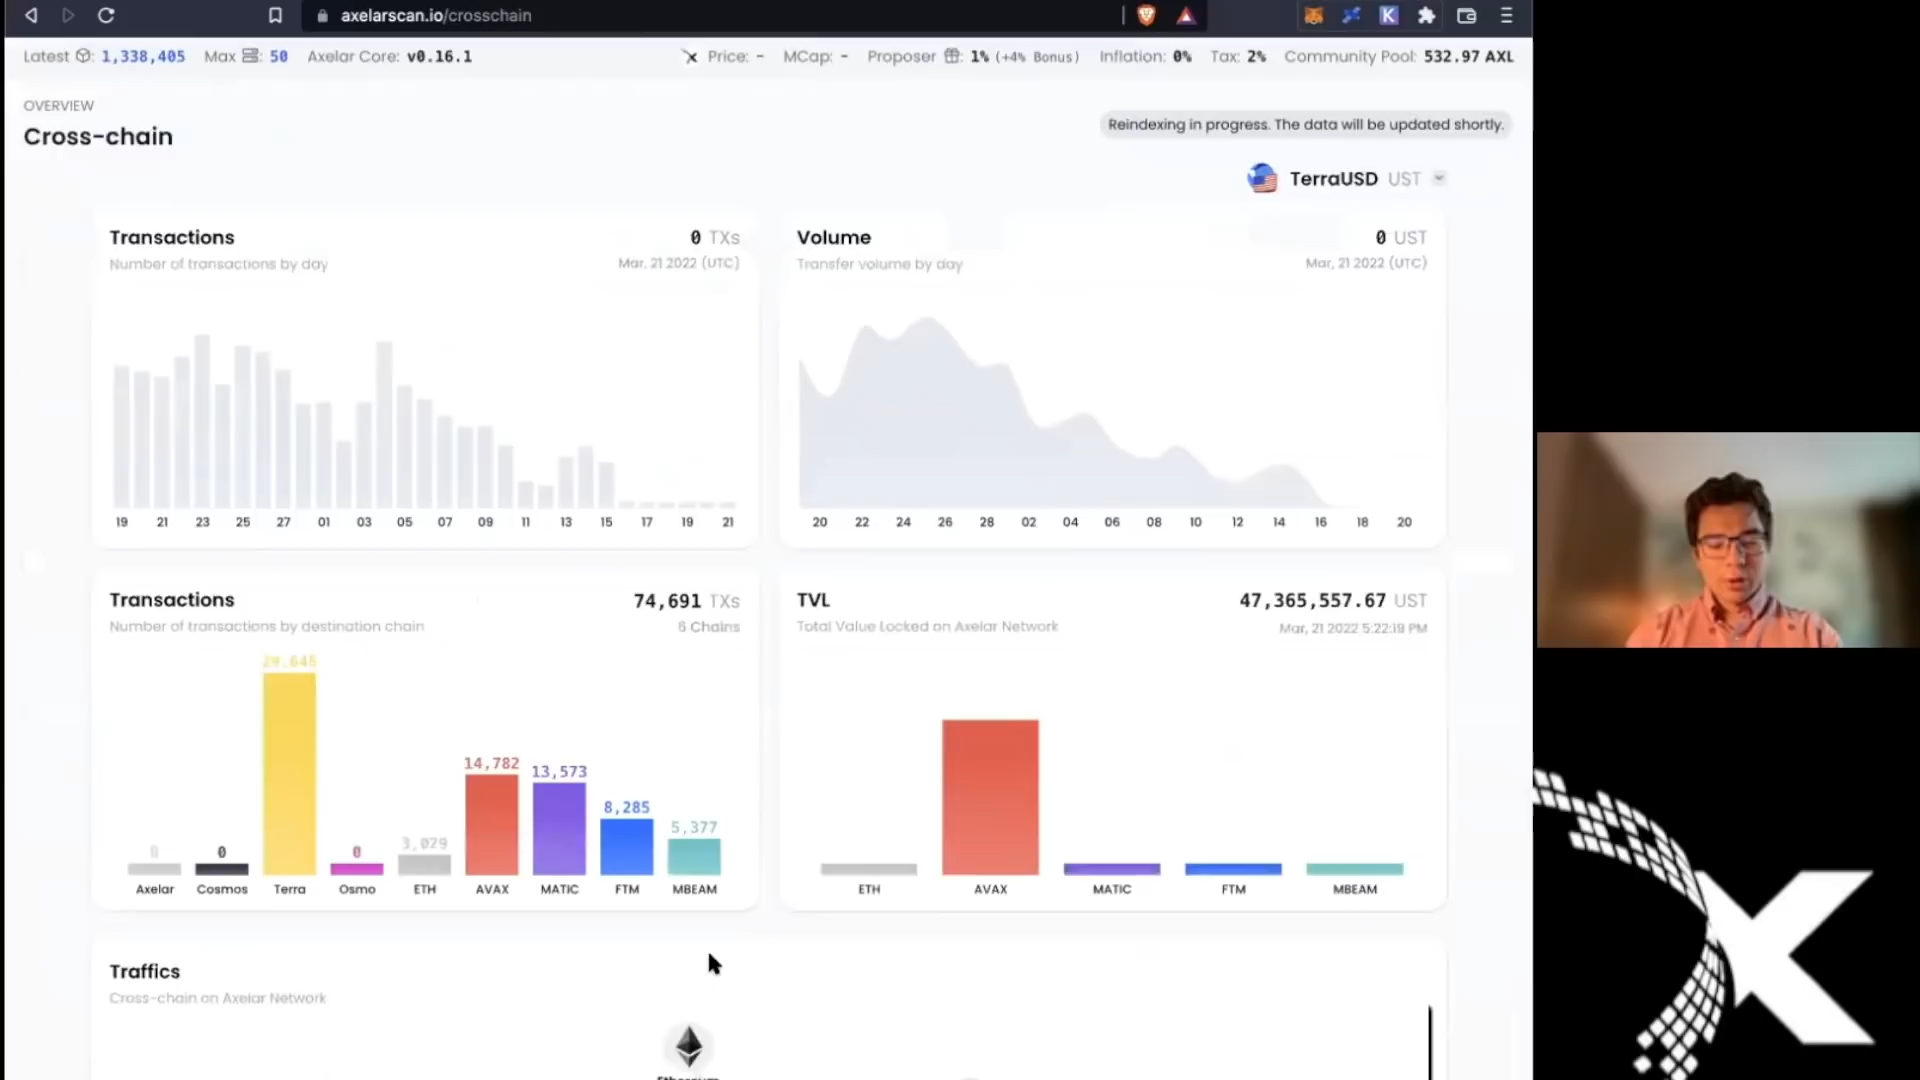 axelarscan.io/crosschain
Latest : 1,338,405 Max : 50 Axelar Core: v0.16.1 Price: - MCap: - Proposer : 1% (+4% Bonus) Inflation: 0% Tax: 2% Community Pool: 532.97 AXL
OVERVIEW
Cross-chain
Reindexing in progress. The data will be updated shortly.
TerraUSD UST
Transactions 0 TXs
Number of transactions by day Mar, 21 2022 (UTC)
19 21 23 25 27 01 03 05 07 09 11 13 15 17 19 21
Volume 0 UST
Transfer volume by day Mar, 21 2022 (UTC)
20 22 24 26 28 02 04 06 08 10 12 14 16 18 20
Transactions 74,691 TXs
Number of transactions by destination chain 6 Chains
0 0 29,645 0 3,029 14,782 13,573 8,285 5,377
Axelar Cosmos Terra Osmo ETH AVAX MATIC FTM MBEAM
TVL 47,365,557.67 UST
Total Value Locked on Axelar Network Mar, 21 2022 5:22:19 PM
ETH AVAX MATIC FTM MBEAM
Traffics
Cross-chain on Axelar Network
Ethereum